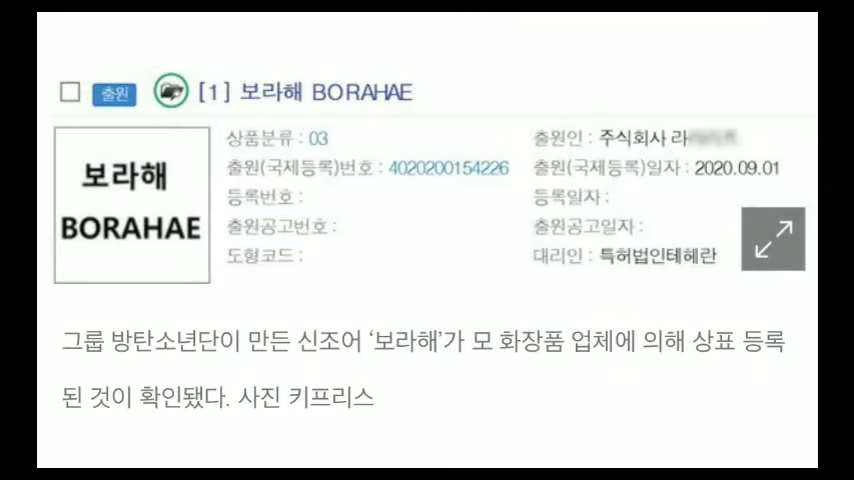 출원 [1] 보라해 BORAHAE
보라해
BORAHAE
상품분류 : 03
출원(국제등록)번호 : 4020200154226
등록번호 :
출원공고번호 :
도형코드 :
출원인 : 주식회사 라
출원(국제등록)일자 : 2020.09.01
등록일자 :
출원공고일자 :
대리인 : 특허법인테헤란
그룹 방탄소년단이 만든 신조어 ‘보라해’가 모 화장품 업체에 의해 상표 등록
된 것이 확인됐다. 사진 키프리스